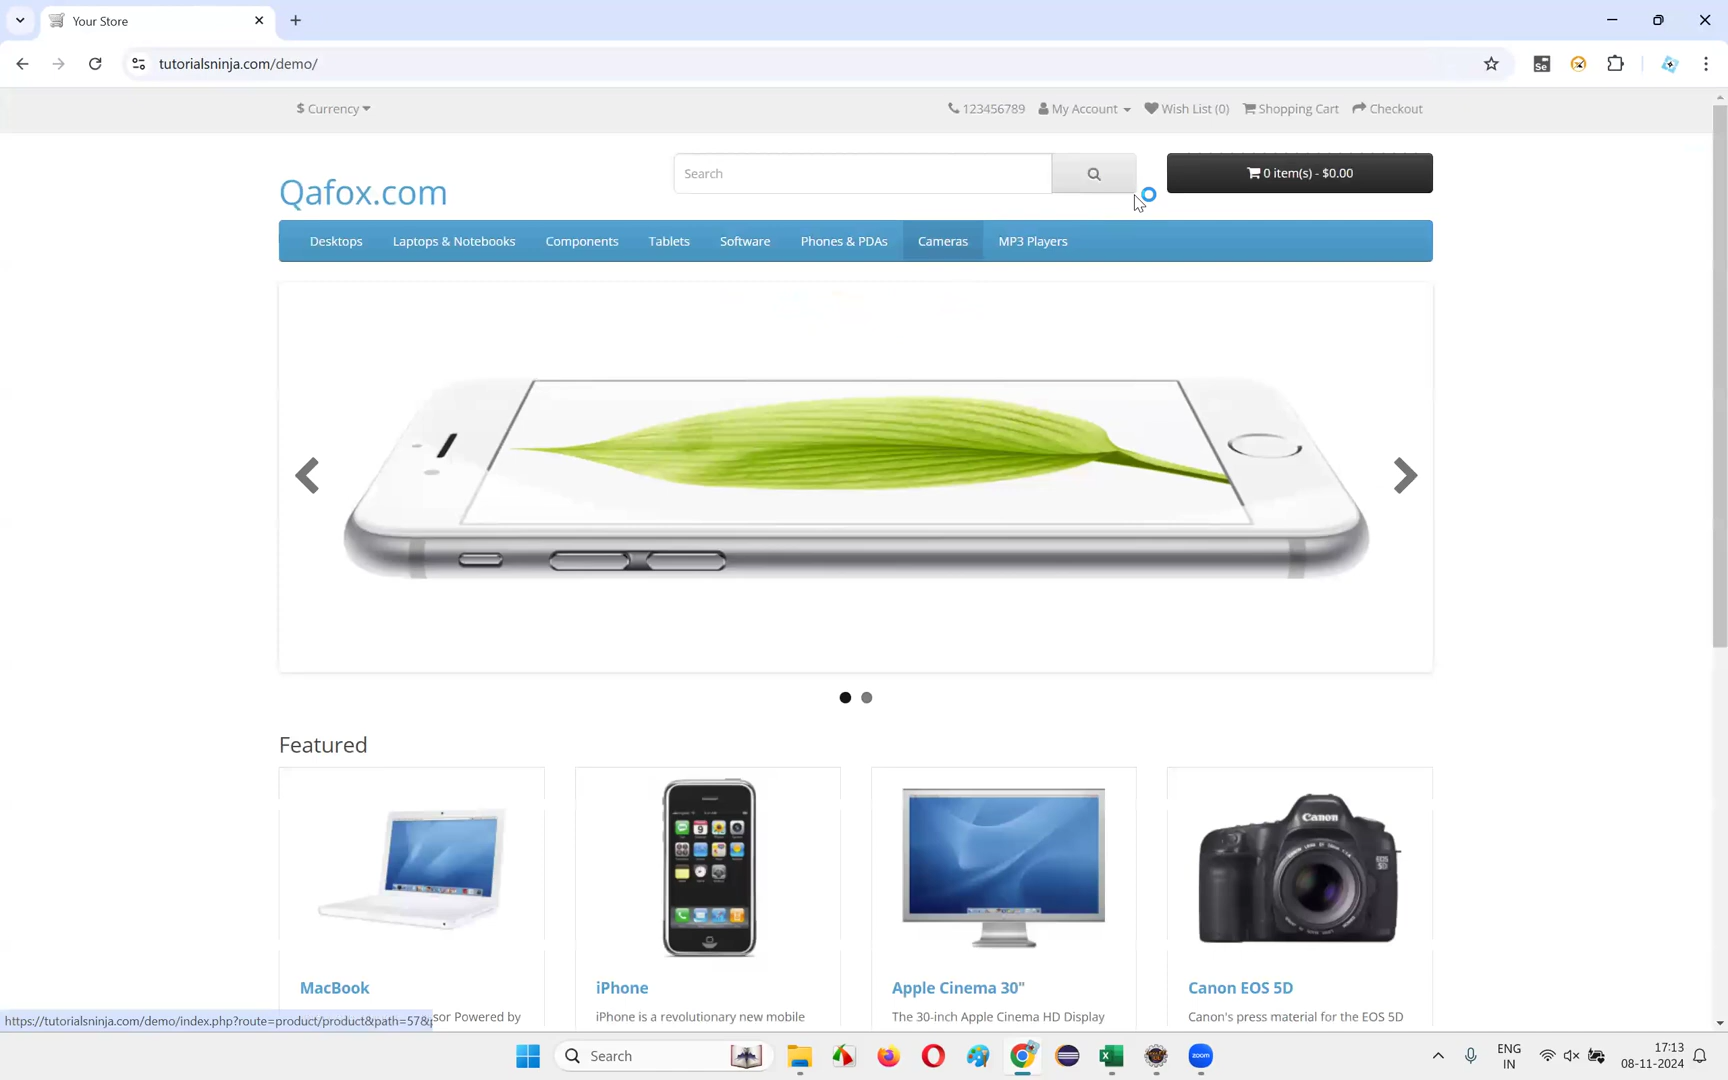 Your Store
tutorialsninja.com/demo/
$ Currency
123456789 My Account Wish List (0) Shopping Cart Checkout
Qafox.com
Search
0 item(s) - $0.00
Desktops Laptops & Notebooks Components Tablets Software Phones & PDAs Cameras MP3 Players
Featured
Canon
MacBook
iPhone
Apple Cinema 30"
Canon EOS 5D
sor Powered by
iPhone is a revolutionary new mobile
The 30-inch Apple Cinema HD Display
Canon's press material for the EOS 5D
https://tutorialsninja.com/demo/index.php?route=product/product&path=57&
Search
zoom
ENG
IN
17:13
08-11-2024